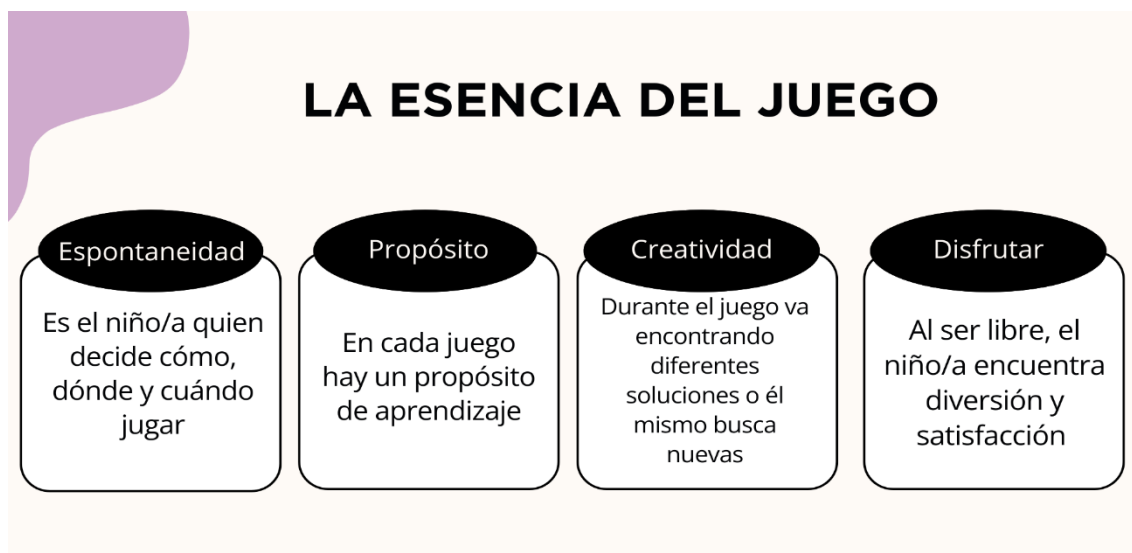 LA ESENCIA DEL JUEGO
Espontaneidad
Es el niño/a quien
decide cómo,
dónde y cuándo
jugar
Propósito
En cada juego
hay un propósito
de aprendizaje
Creatividad
Durante el juego va
encontrando
diferentes
soluciones o él
mismo busca
nuevas
Disfrutar
Al ser libre, el
niño/a encuentra
diversión y
satisfacción